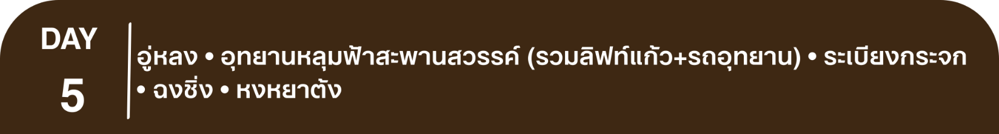 DAY
5
อู่หลง • อุทยานหลุมฟ้าสะพานสวรรค์ (รวมลิฟท์แก้ว+รถอุทยาน) • ระเบียงกระจก
• ฉงชิ่ง • หงหยาต้ง